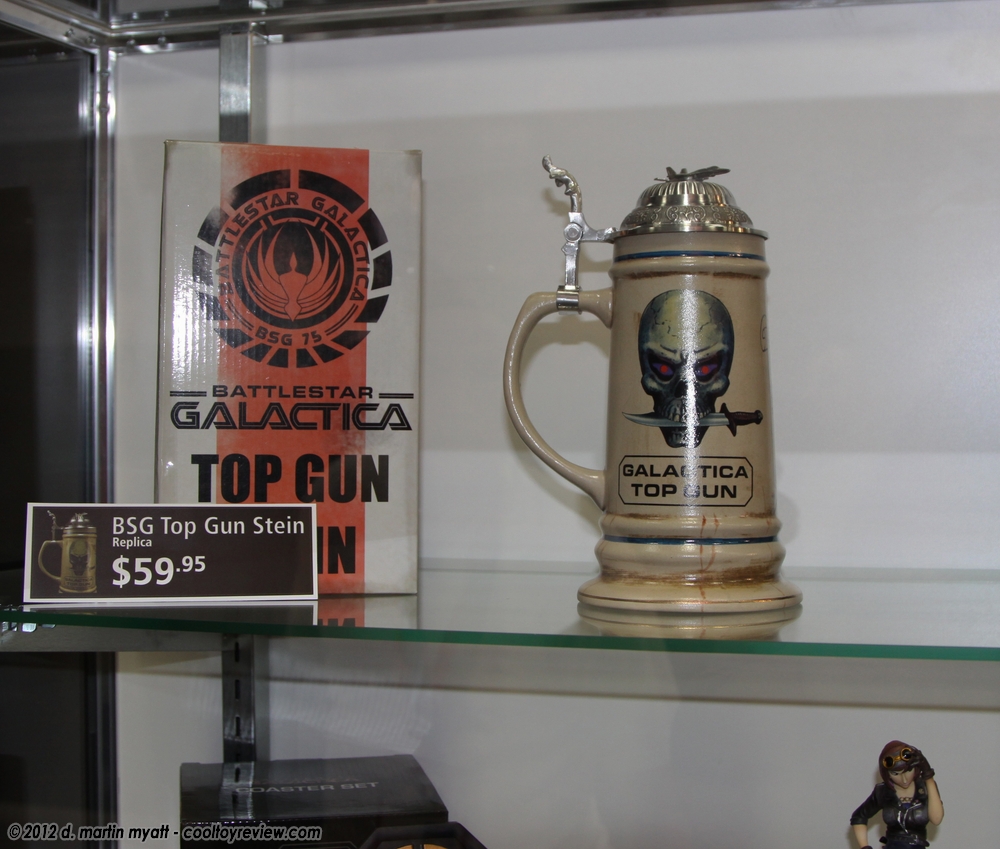 BATTLESTAR GALACTICA
BSG 75
BATTLESTAR
GALACTICA
TOP GUN
IN
BSG Top Gun Stein
Replica
$59.95
GALACTICA
TOP GUN
COASTER SET
©2012 d. martin myatt - cooltoyreview.com